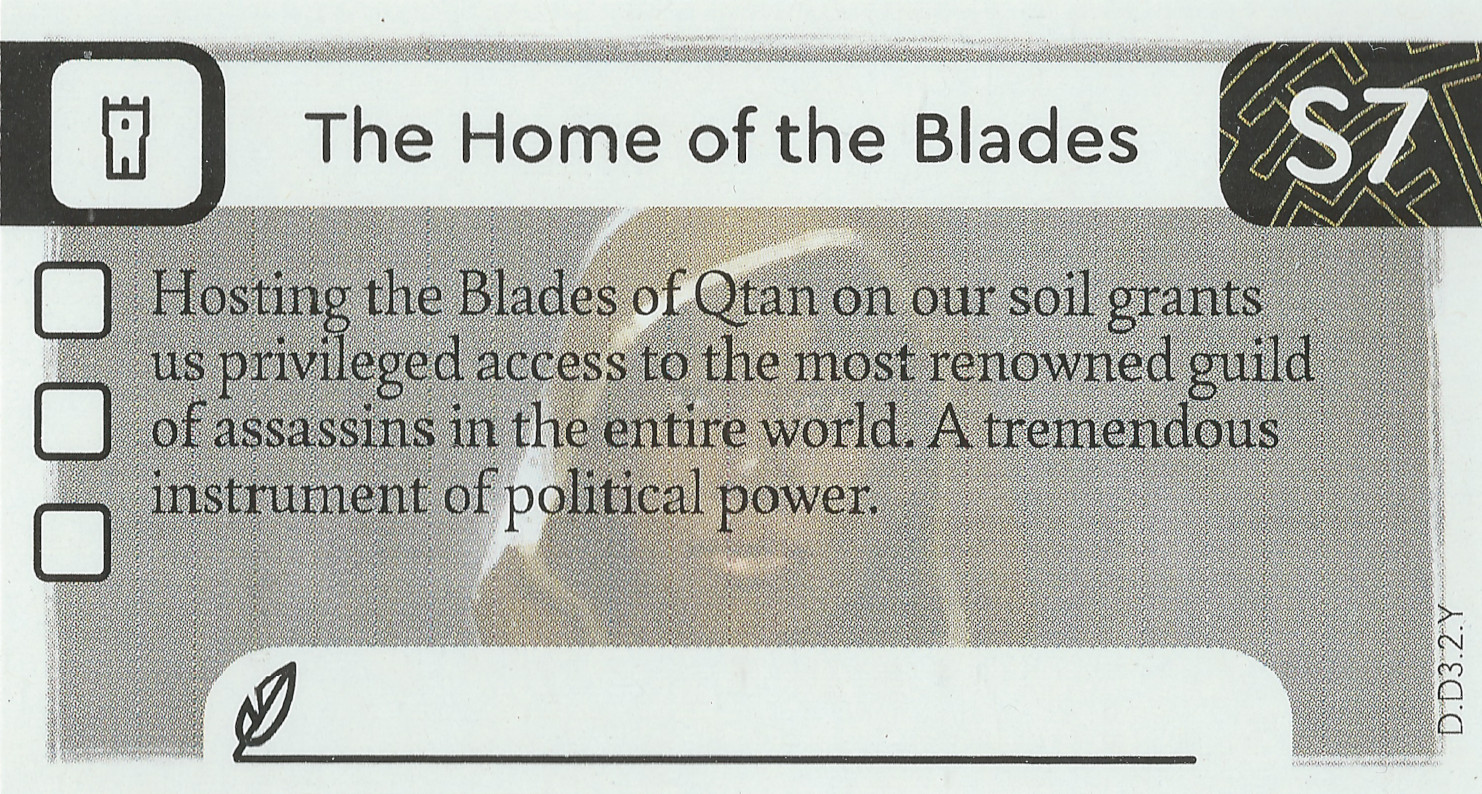 The Home of the Blades
S7
Hosting the Blades of Qtan on our soil grants
us privileged access to the most renowned guild
of assassins in the entire world. A tremendous
instrument of political power.
D.D3.2.Y